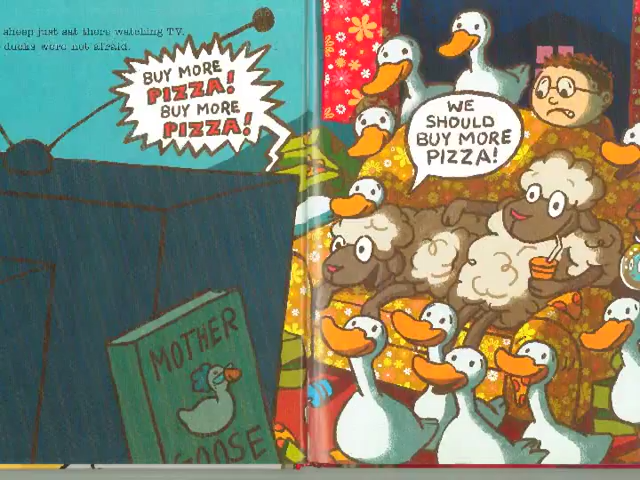 sheep just sat there watching TV.
ducks were not afraid.
BUY MORE
PIZZA!
BUY MORE
PIZZA!
WE
SHOULD
BUY MORE
PIZZA!
MOTHER
GOOSE